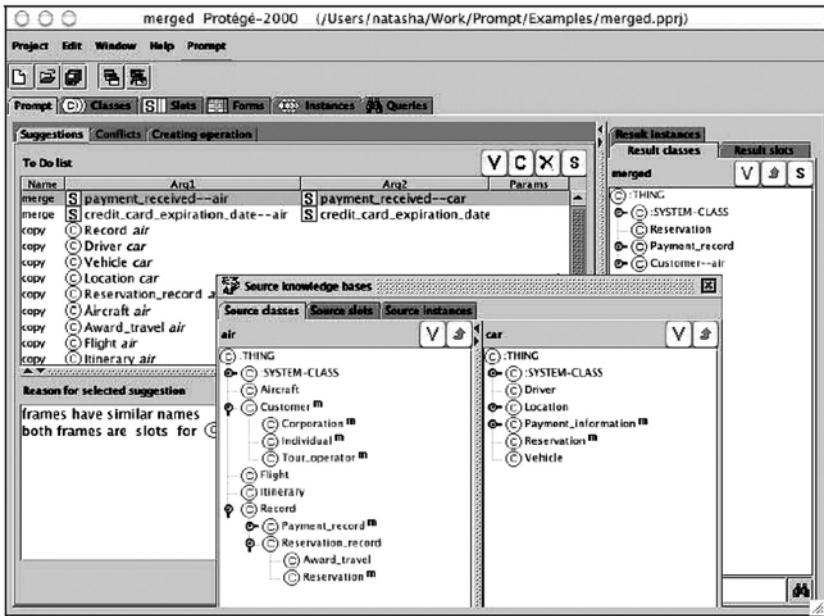 merged Protégé-2000 (/Users/natasha/Work/Prompt/Examples/merged.pprj)
Project Edit Window Help Prompt
Prompt C Classes S Slots Forms Instances Queries
Suggestions Conflicts Creating operation
To Do list
V C X S
Name Arg1 Arg2 Params
merge S payment_received--air S payment_received--car
merge S credit_card_expiration_date--air S credit_card_expiration_date
copy C Record air
copy C Driver car
copy C Vehicle car
copy C Location car
copy C Reservation_record
copy C Aircraft air
copy C Award_travel air
copy C Flight air
copy C Itinerary air
Reason for selected suggestion
frames have similar names
both frames are slots for C
Result instances
Result classes Result slots
merged V S
C :THING
C :SYSTEM-CLASS
C Reservation
C Payment_record
C Customer--air
Source knowledge bases
Source classes Source slots Source instances
air V
C :THING
C :SYSTEM-CLASS
C Aircraft
C Customer m
C Corporation m
C Individual m
C Tour_operator m
C Flight
C Itinerary
C Record
C Payment_record m
C Reservation_record
C Award_travel
C Reservation m
car V
C :THING
C :SYSTEM-CLASS
C Driver
C Location
C Payment_information m
C Reservation m
C Vehicle